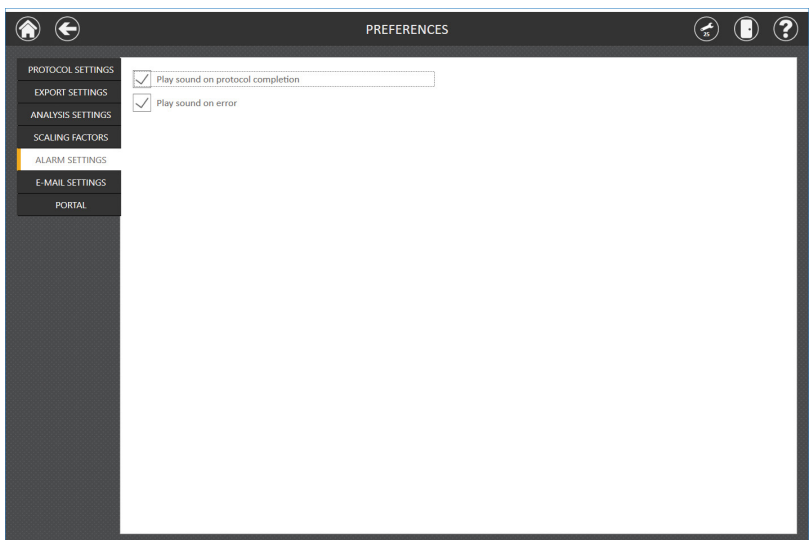 PREFERENCES
25
?
PROTOCOL SETTINGS
EXPORT SETTINGS
ANALYSIS SETTINGS
SCALING FACTORS
ALARM SETTINGS
E-MAIL SETTINGS
PORTAL
Play sound on protocol completion
Play sound on error